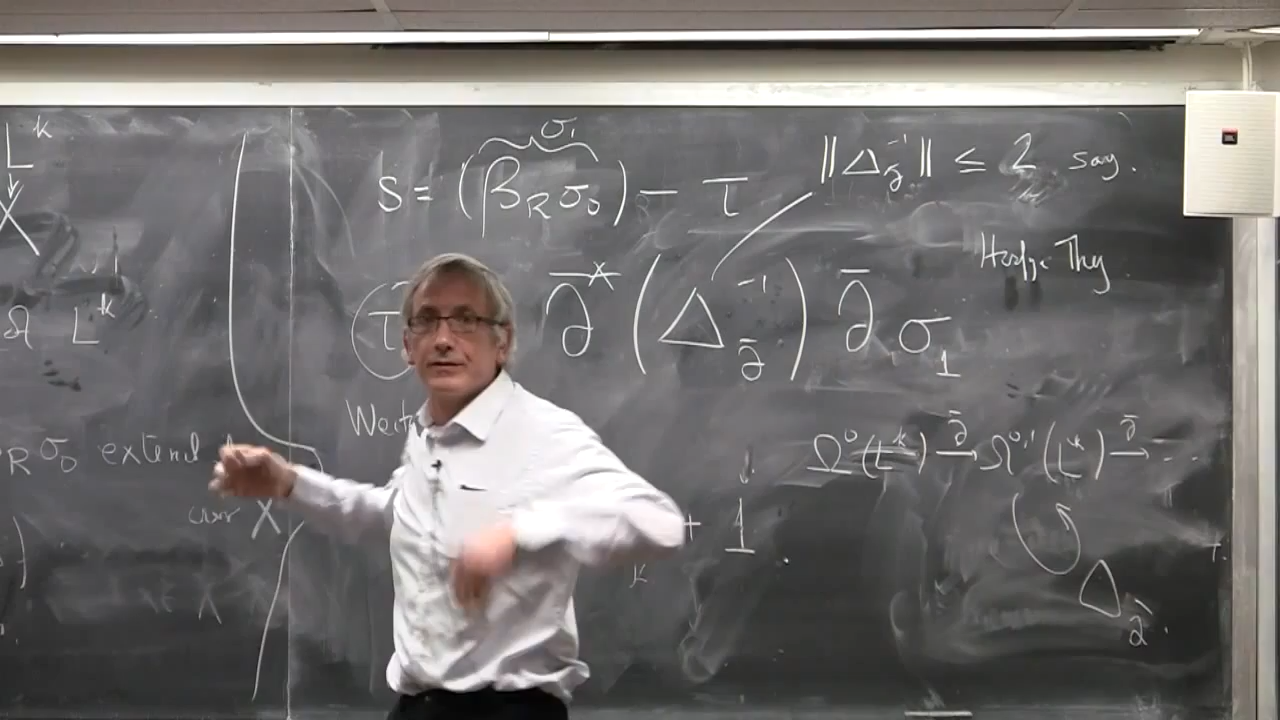 L^k
↓
X
L^k
_R σ_0 extend
over X
σ_1
S = (β_R σ_0) - τ
‖Δ_∂̄^{-1}‖ ≤ 2 say.
Hodge Thy.
τ ∂̄^* (Δ_∂̄^{-1}) ∂̄ σ_1
Weit
Ω^0(L^k) →^∂̄ Ω^{0,1}(L^k) →^∂̄ ...
+ 1
Δ_∂̄.